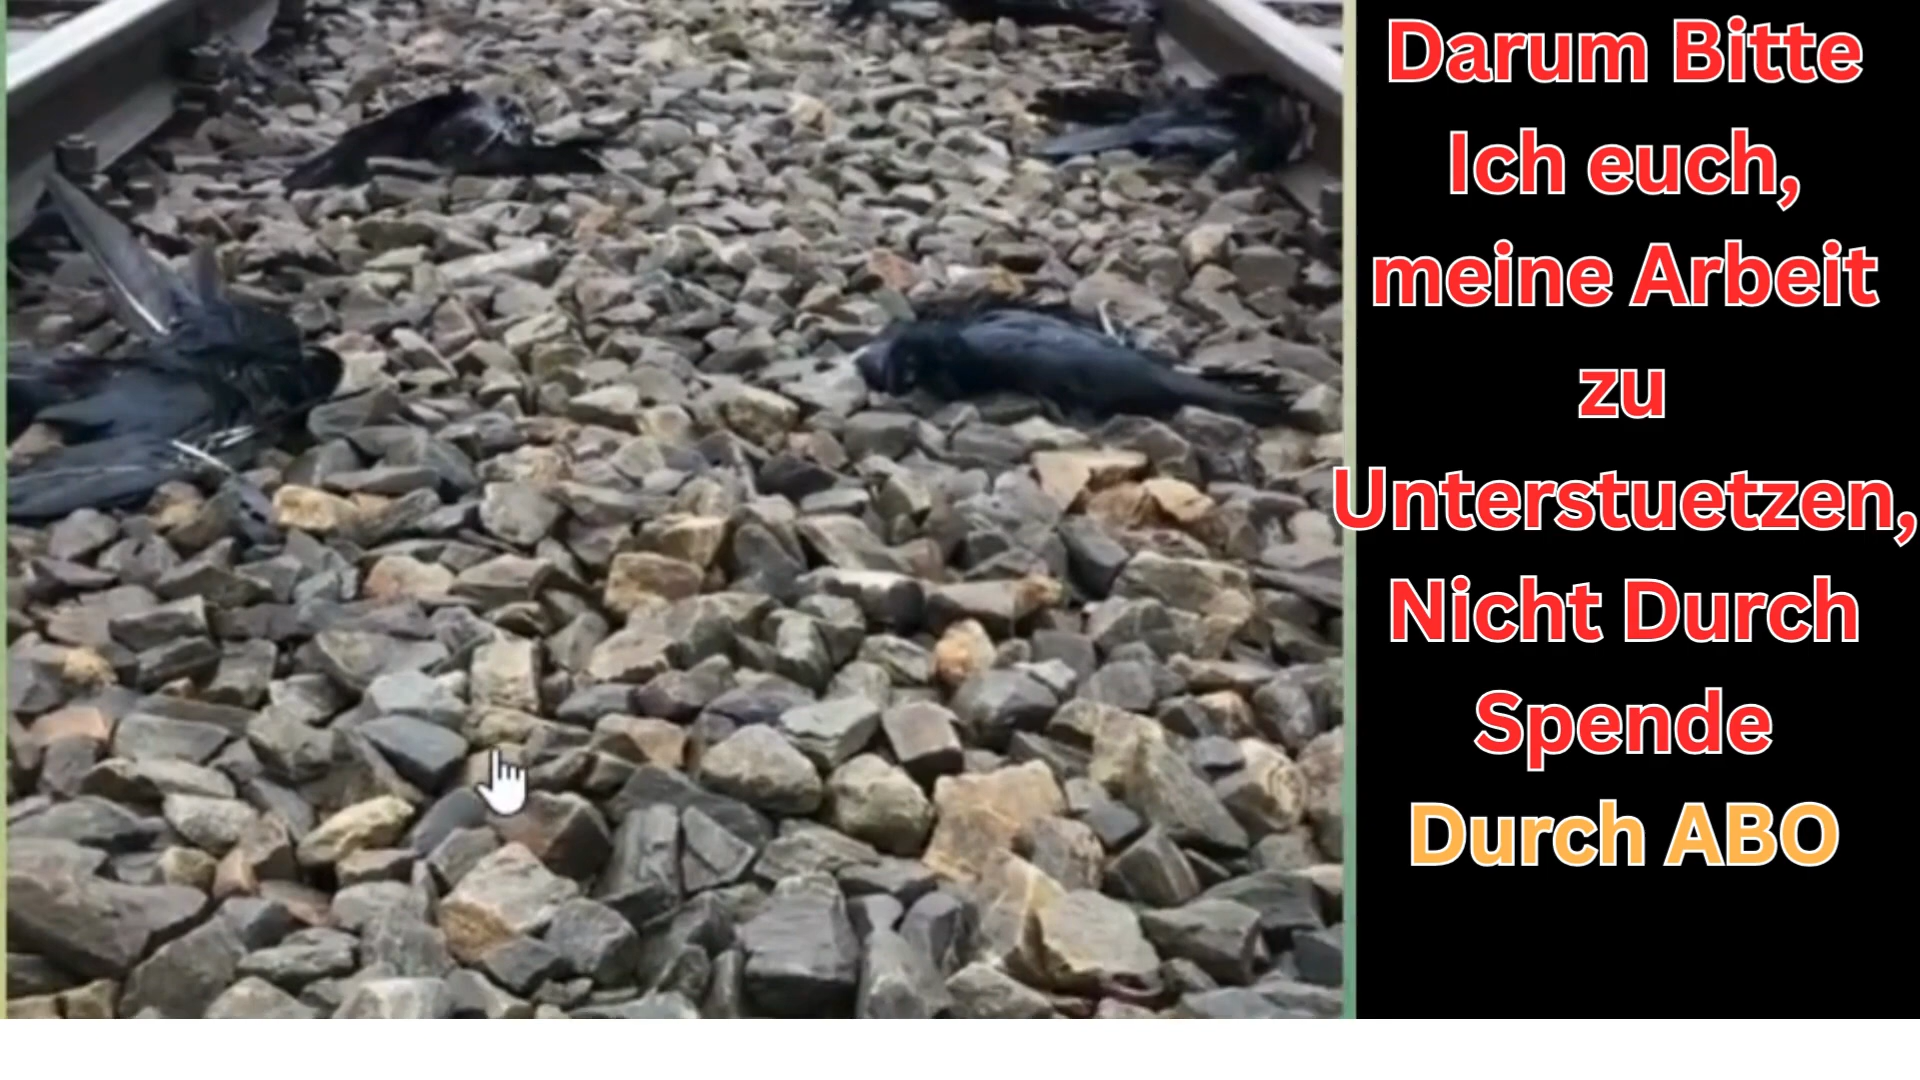 Darum Bitte
Ich euch,
meine Arbeit
zu
Unterstuetzen,
Nicht Durch
Spende
Durch ABO